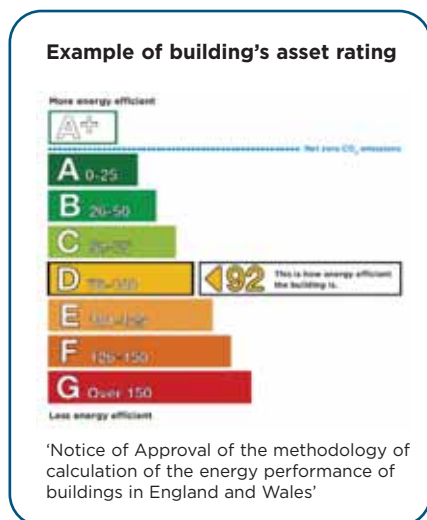 Example of building’s asset rating
More energy efficient
A+
Net zero CO₂ emissions
A 0-25
B 26-50
C
D 76-100
92 This is how energy efficient
the building is.
E
F 126-150
G Over 150
Less energy efficient
‘Notice of Approval of the methodology of
calculation of the energy performance of
buildings in England and Wales’